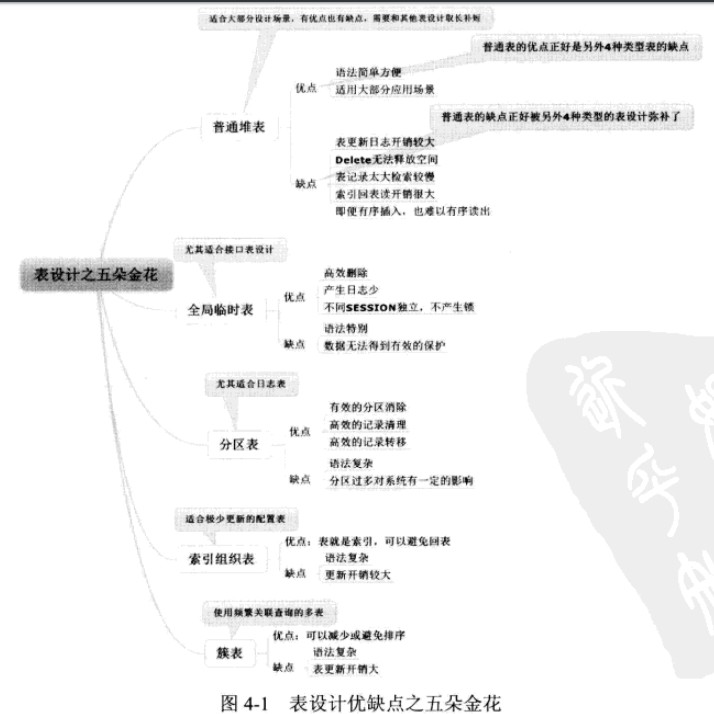 适合大部分设计场景，有优点也有缺点，需要和其他表设计取长补短
普通表的优点正好是另外4种类型表的缺点
语法简单方便
优点
适用大部分应用场景
普通堆表
普通表的缺点正好被另外4种类型的表设计弥补了
表更新日志开销较大
Delete无法释放空间
表记录太大检索较慢
缺点
索引回表读开销很大
即便有序插入，也难以有序读出
表设计之五朵金花
尤其适合接口表设计
高效删除
优点
产生日志少
全局临时表
不同SESSION独立，不产生锁
语法特别
缺点
数据无法得到有效的保护
尤其适合日志表
有效的分区消除
优点
高效的记录清理
高效的记录转移
分区表
语法复杂
缺点
分区过多对系统有一定的影响
适合极少更新的配置表
优点：表就是索引，可以避免回表
索引组织表
语法复杂
缺点
更新开销较大
使用频繁关联查询的多表
优点：可以减少或避免排序
簇表
语法复杂
缺点
表更新开销大
图 4-1 表设计优缺点之五朵金花